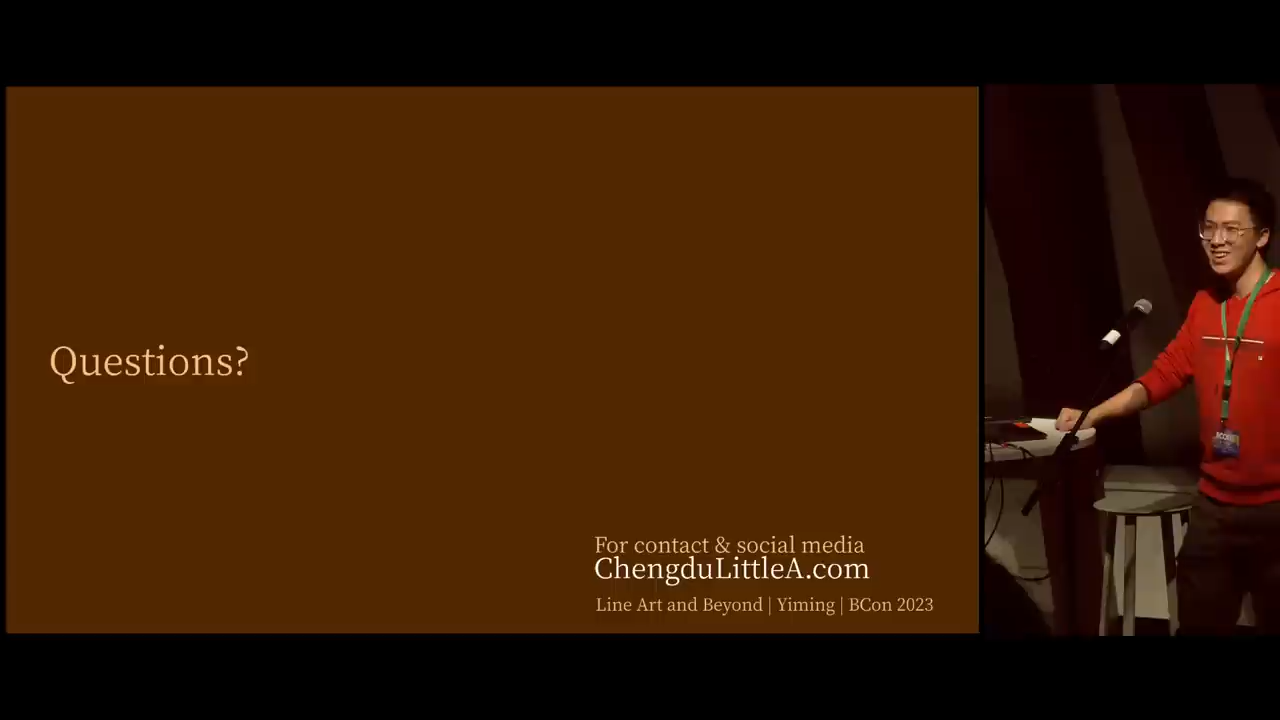 Questions?
For contact & social media
ChengduLittleA.com
Line Art and Beyond | Yiming | BCon 2023